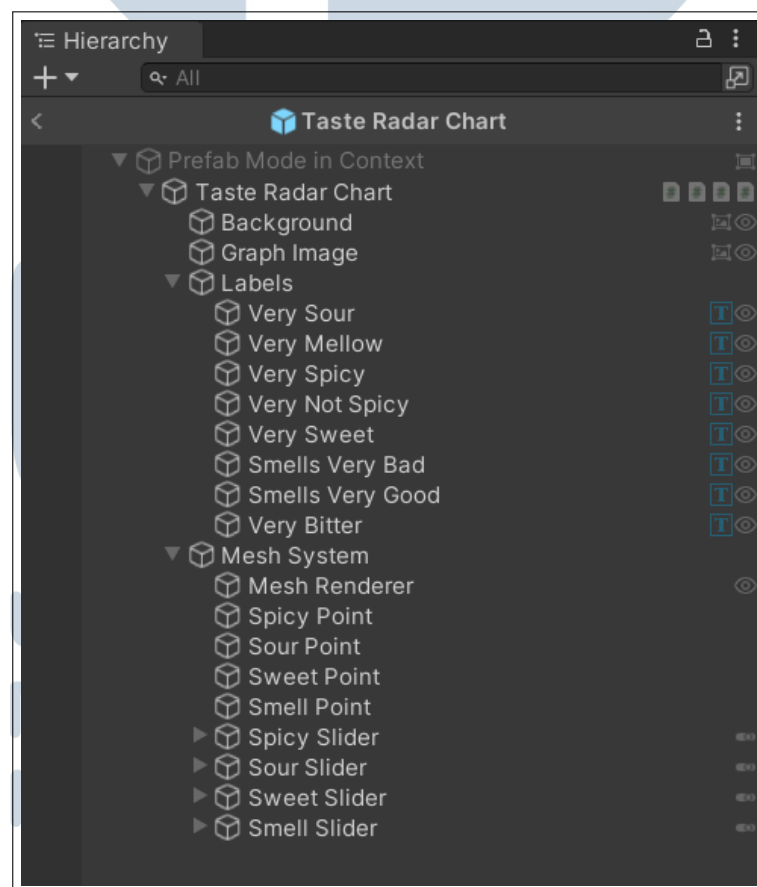 Hierarchy
All
Taste Radar Chart
Prefab Mode in Context
Taste Radar Chart
Background
Graph Image
Labels
Very Sour
Very Mellow
Very Spicy
Very Not Spicy
Very Sweet
Smells Very Bad
Smells Very Good
Very Bitter
Mesh System
Mesh Renderer
Spicy Point
Sour Point
Sweet Point
Smell Point
Spicy Slider
Sour Slider
Sweet Slider
Smell Slider